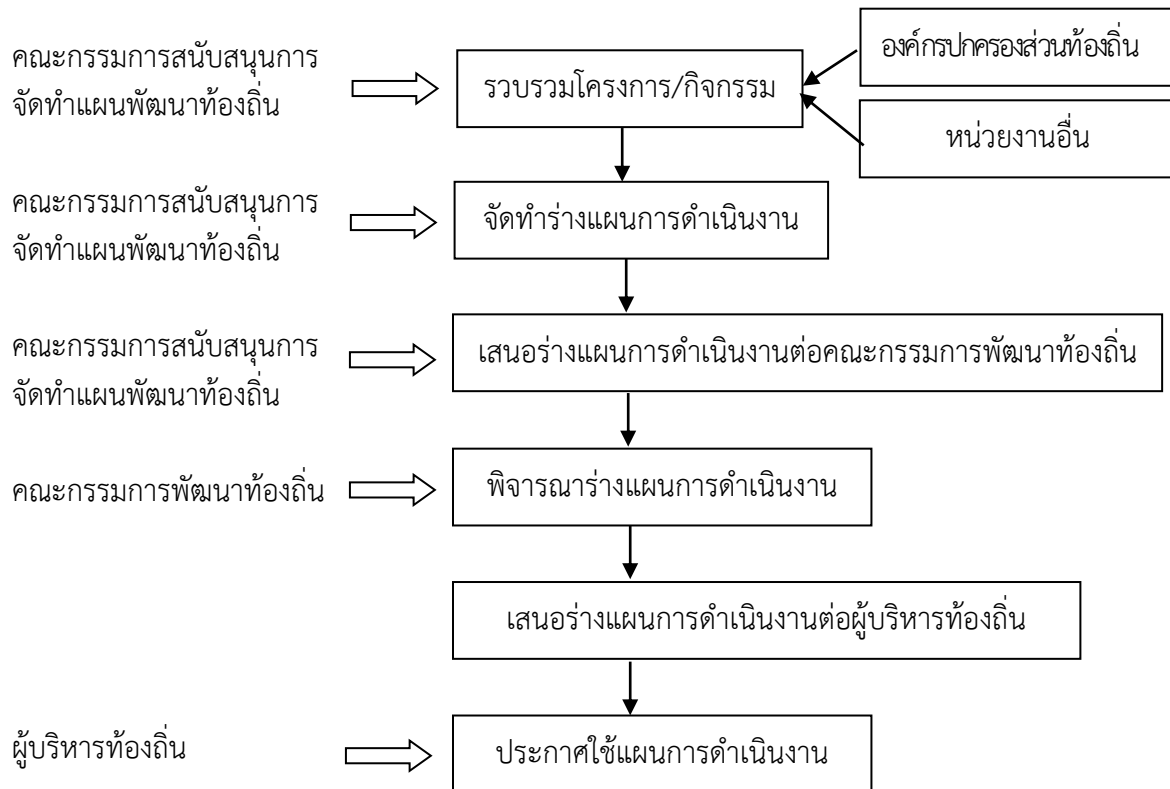 คณะกรรมการสนับสนุนการ
จัดทำแผนพัฒนาท้องถิ่น
รวบรวมโครงการ/กิจกรรม
องค์กรปกครองส่วนท้องถิ่น
หน่วยงานอื่น
คณะกรรมการสนับสนุนการ
จัดทำแผนพัฒนาท้องถิ่น
จัดทำร่างแผนการดำเนินงาน
คณะกรรมการสนับสนุนการ
จัดทำแผนพัฒนาท้องถิ่น
เสนอร่างแผนการดำเนินงานต่อคณะกรรมการพัฒนาท้องถิ่น
คณะกรรมการพัฒนาท้องถิ่น
พิจารณาร่างแผนการดำเนินงาน
เสนอร่างแผนการดำเนินงานต่อผู้บริหารท้องถิ่น
ผู้บริหารท้องถิ่น
ประกาศใช้แผนการดำเนินงาน